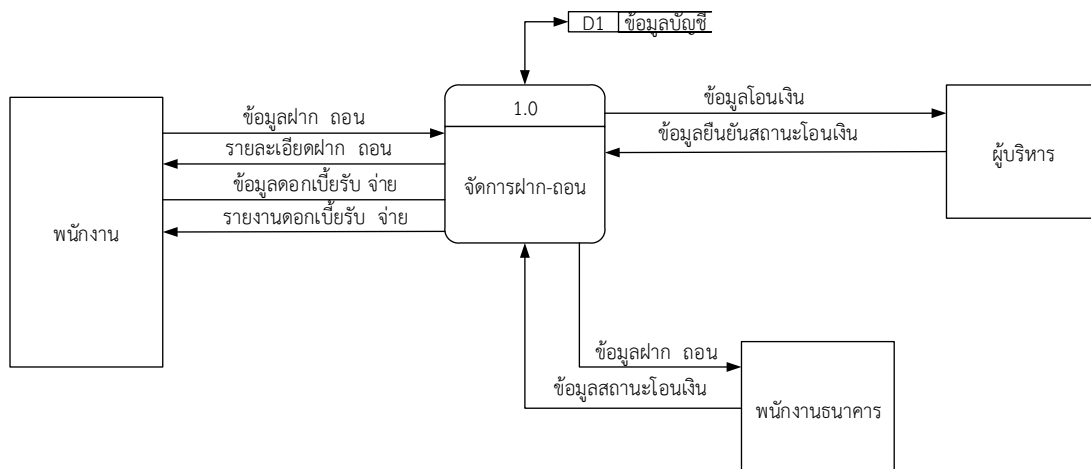 D1 ข้อมูลบัญชี
พนักงาน
ข้อมูลฝาก ถอน
รายละเอียดฝาก ถอน
ข้อมูลดอกเบี้ยรับ จ่าย
รายงานดอกเบี้ยรับ จ่าย
1.0
จัดการฝาก-ถอน
ข้อมูลโอนเงิน
ข้อมูลยืนยันสถานะโอนเงิน
ผู้บริหาร
ข้อมูลฝาก ถอน
ข้อมูลสถานะโอนเงิน
พนักงานธนาคาร